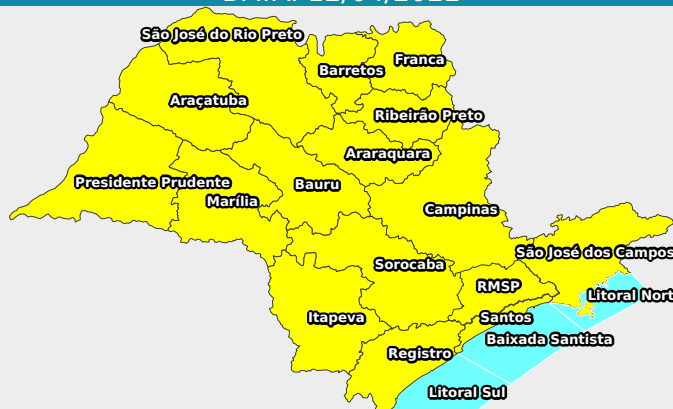 São José do Rio Preto
Franca
Barretos
Araçatuba
Ribeirão Preto
Araraquara
Presidente Prudente
Bauru
Marília
Campinas
São José dos Campos
Sorocaba
RMSP
Litoral Nort
Itapeva
Santos
Baixada Santista
Registro
Litoral Sul